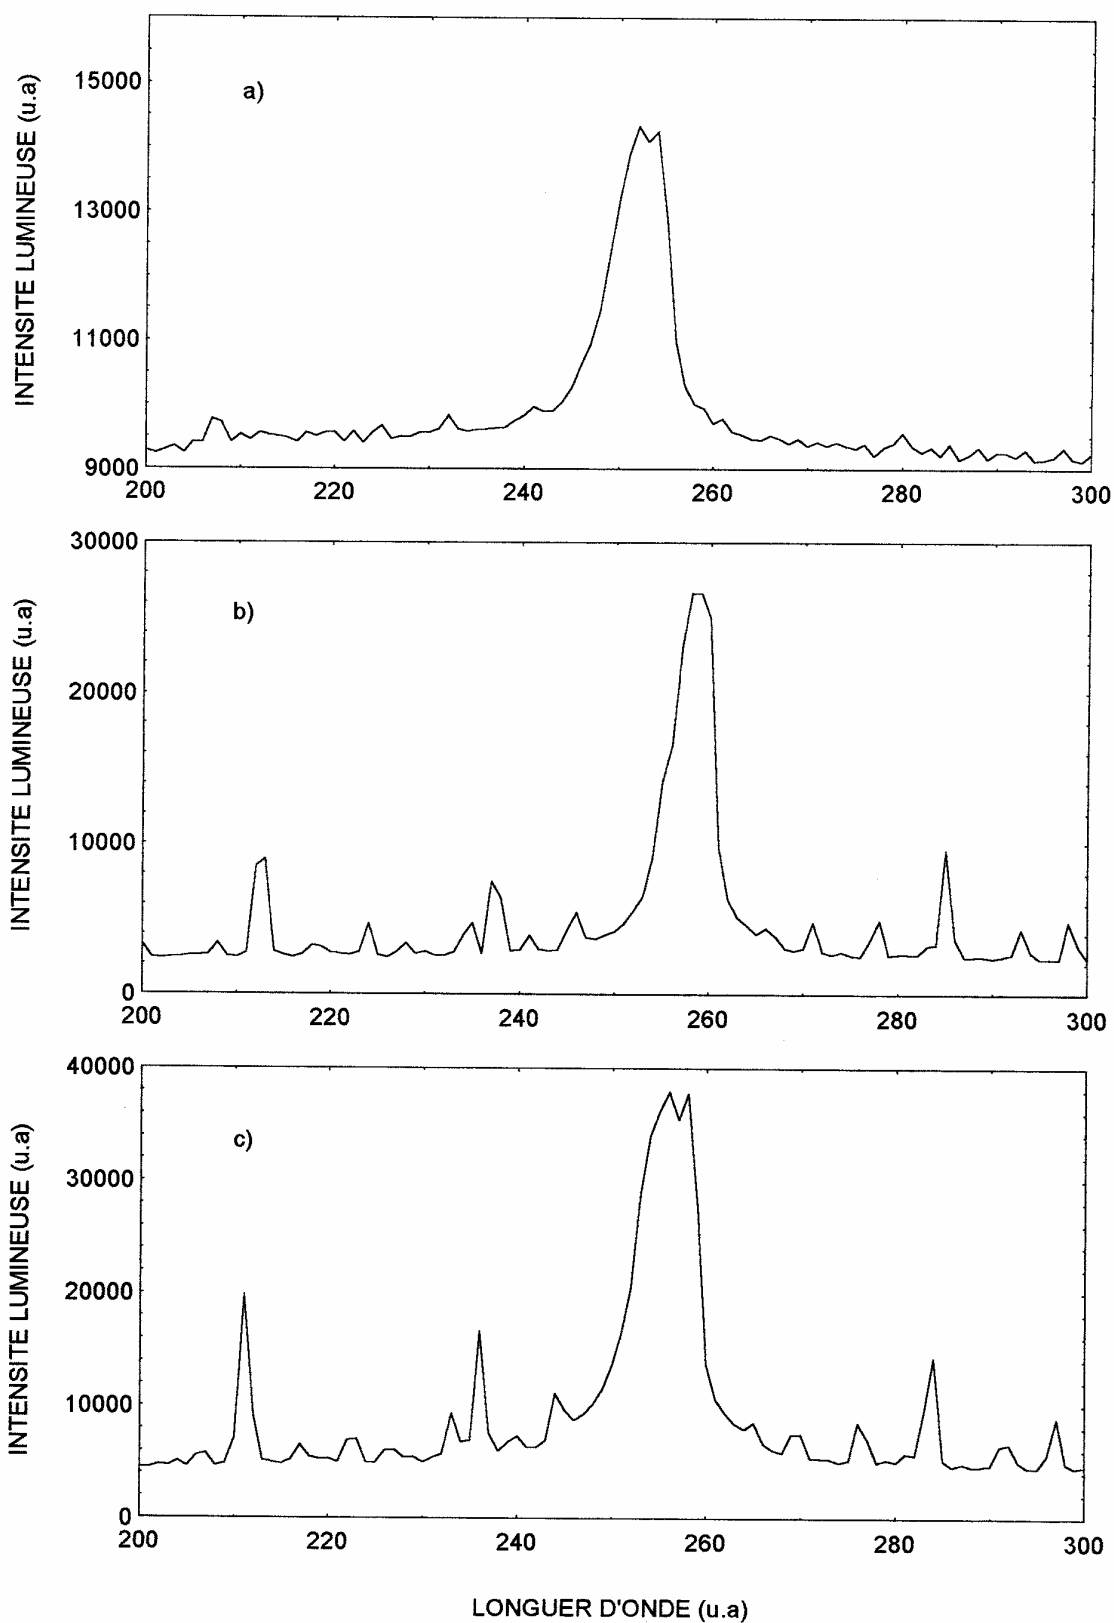 INTENSITE LUMINEUSE (u.a)
a)
15000
13000
11000
9000
200 220 240 260 280 300
INTENSITE LUMINEUSE (u.a)
b)
30000
20000
10000
0
200 220 240 260 280 300
INTENSITE LUMINEUSE (u.a)
c)
40000
30000
20000
10000
0
200 220 240 260 280 300
LONGUER D'ONDE (u.a)